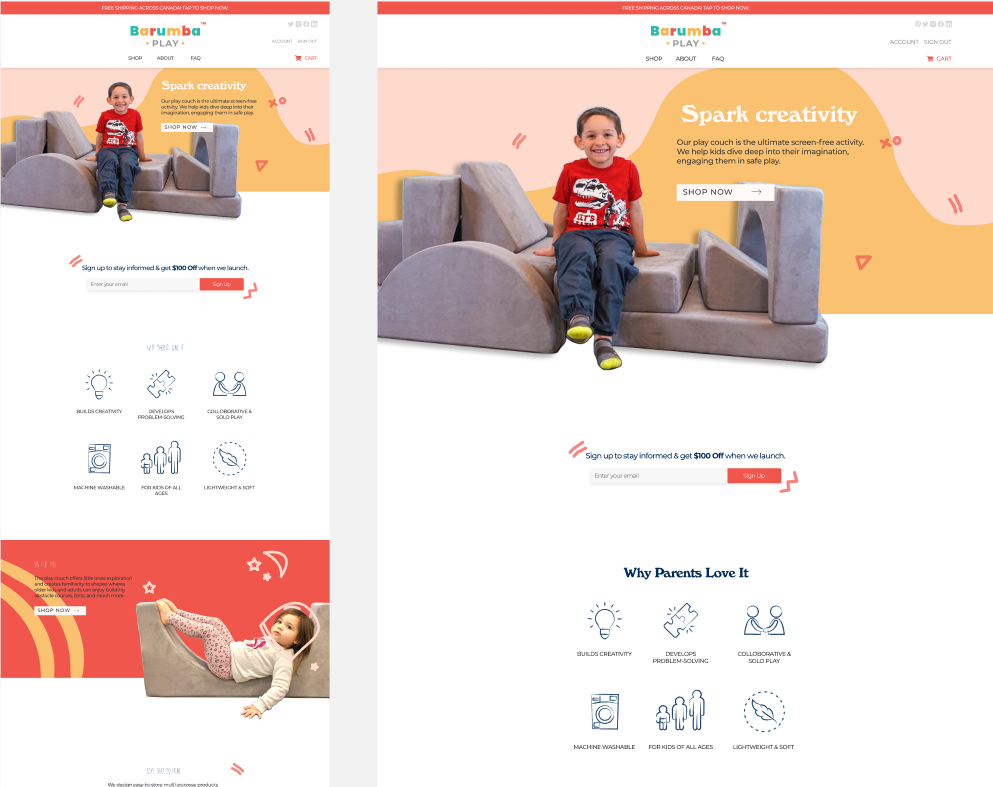 FREE SHIPPING ACROSS CANADA! TAP TO SHOP NOW.
Barumba™
PLAY
ACCOUNT SIGN OUT
SHOP ABOUT FAQ
CART
Spark creativity
Our play couch is the ultimate screen-free
activity. We help kids dive deep into their
imagination, engaging them in safe play.
SHOP NOW
Sign up to stay informed & get $100 Off when we launch.
Enter your email
Sign Up
BUILDS CREATIVITY
DEVELOPS
PROBLEM-SOLVING
COLLOBORATIVE &
SOLO PLAY
MACHINE WASHABLE
FOR KIDS OF ALL
AGES
LIGHTWEIGHT & SOFT
The play couch offers little ones exploration
and creates familiarity to shapes wheres
older kids and adults can enjoy building
obstacle courses, forts, and much more.
SHOP NOW
We design easy-to-store multi-purpose products
FREE SHIPPING ACROSS CANADA! TAP TO SHOP NOW.
Barumba™
PLAY
ACCOUNT SIGN OUT
SHOP ABOUT FAQ
CART
Spark creativity
Our play couch is the ultimate screen-free activity.
We help kids dive deep into their imagination,
engaging them in safe play.
SHOP NOW
Sign up to stay informed & get $100 Off when we launch.
Enter your email
Sign Up
Why Parents Love It
BUILDS CREATIVITY
DEVELOPS
PROBLEM-SOLVING
COLLOBORATIVE &
SOLO PLAY
MACHINE WASHABLE
FOR KIDS OF ALL AGES
LIGHTWEIGHT & SOFT